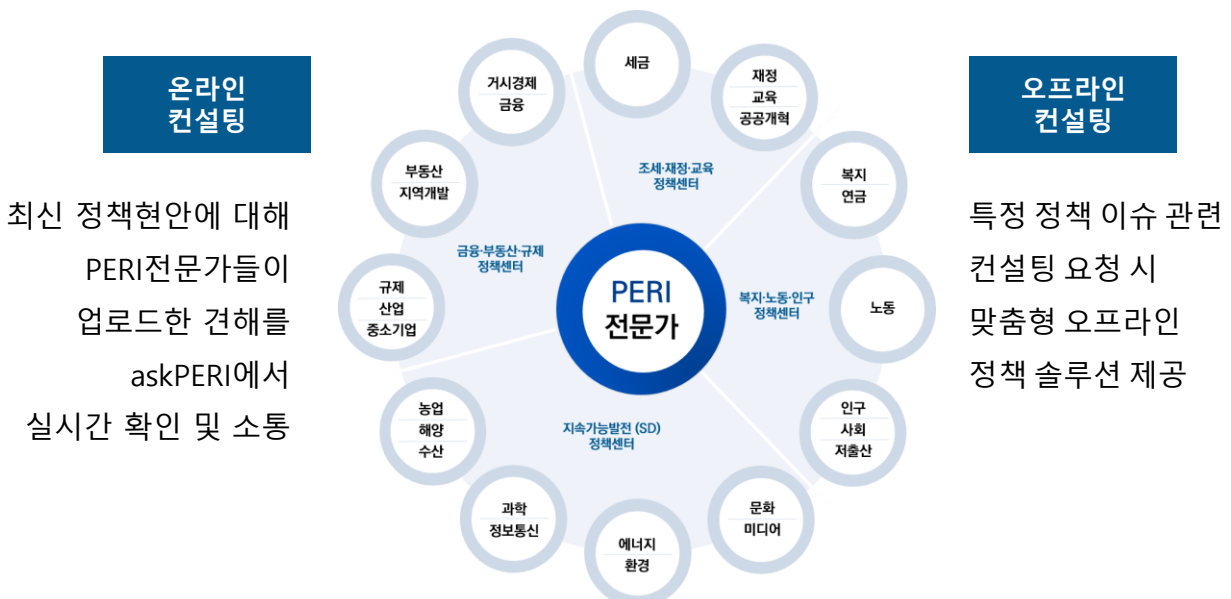 온라인
컨설팅
최신 정책현안에 대해
PERI전문가들이
업로드한 견해를
askPERI에서
실시간 확인 및 소통
세금
재정
교육
공공개혁
복지
연금
노동
인구
사회
저출산
문화
미디어
에너지
환경
과학
정보통신
농업
해양
수산
규제
산업
중소기업
부동산
지역개발
거시경제
금융
조세·재정·교육
정책센터
복지·노동·인구
정책센터
지속가능발전 (SD)
정책센터
금융·부동산·규제
정책센터
PERI
전문가
오프라인
컨설팅
특정 정책 이슈 관련
컨설팅 요청 시
맞춤형 오프라인
정책 솔루션 제공